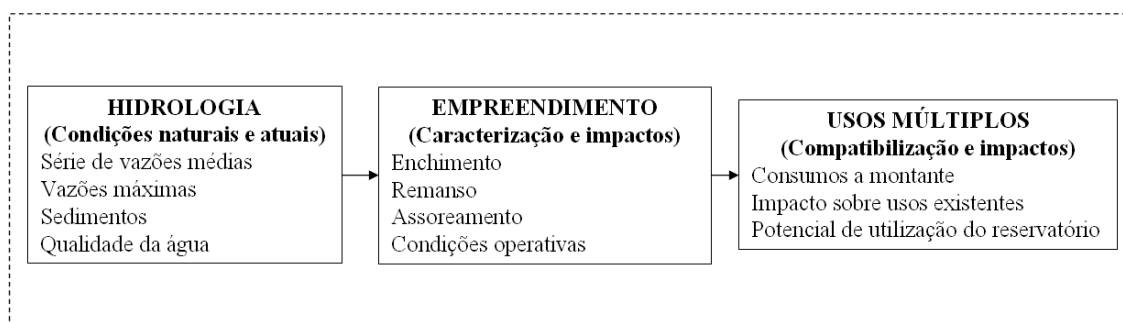 HIDROLOGIA
(Condições naturais e atuais)
Série de vazões médias
Vazões máximas
Sedimentos
Qualidade da água
EMPREENDIMENTO
(Caracterização e impactos)
Enchimento
Remanso
Assoreamento
Condições operativas
USOS MÚLTIPLOS
(Compatibilização e impactos)
Consumos a montante
Impacto sobre usos existentes
Potencial de utilização do reservatório